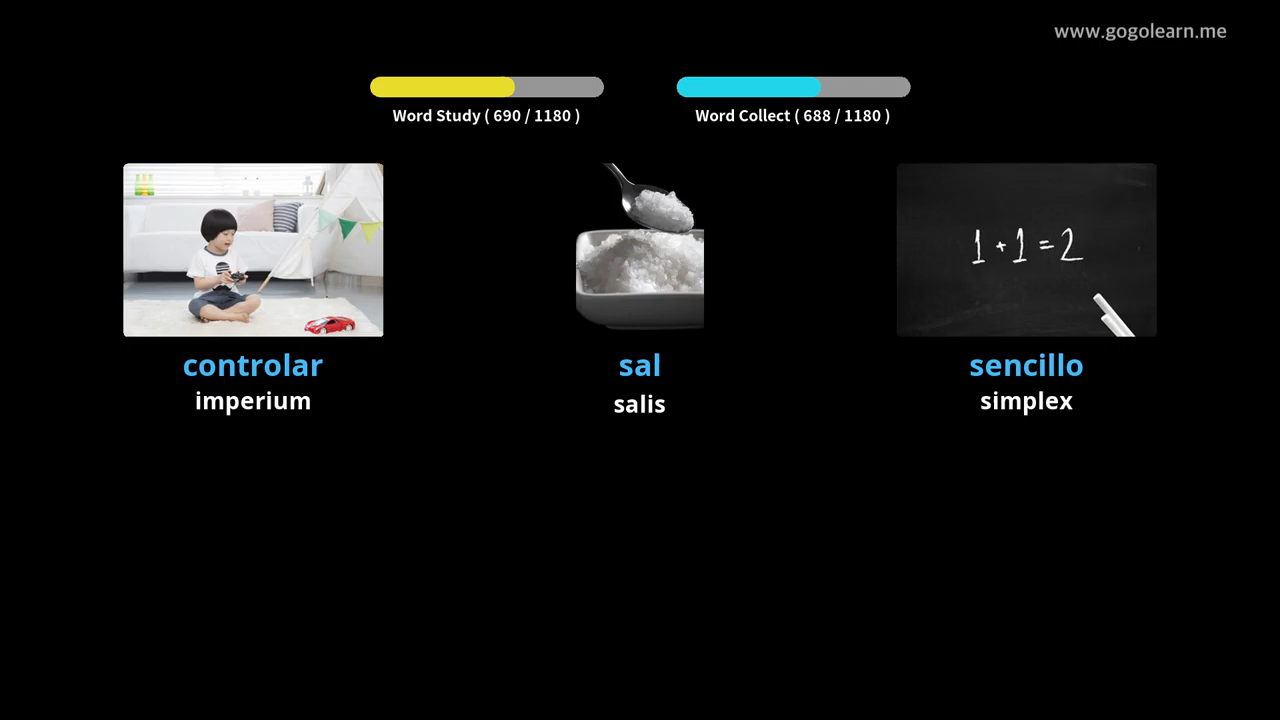 www.gogolearn.me
Word Study ( 690 / 1180 )
Word Collect ( 688 / 1180 )
1 + 1 = 2
controlar
imperium
sal
salis
sencillo
simplex